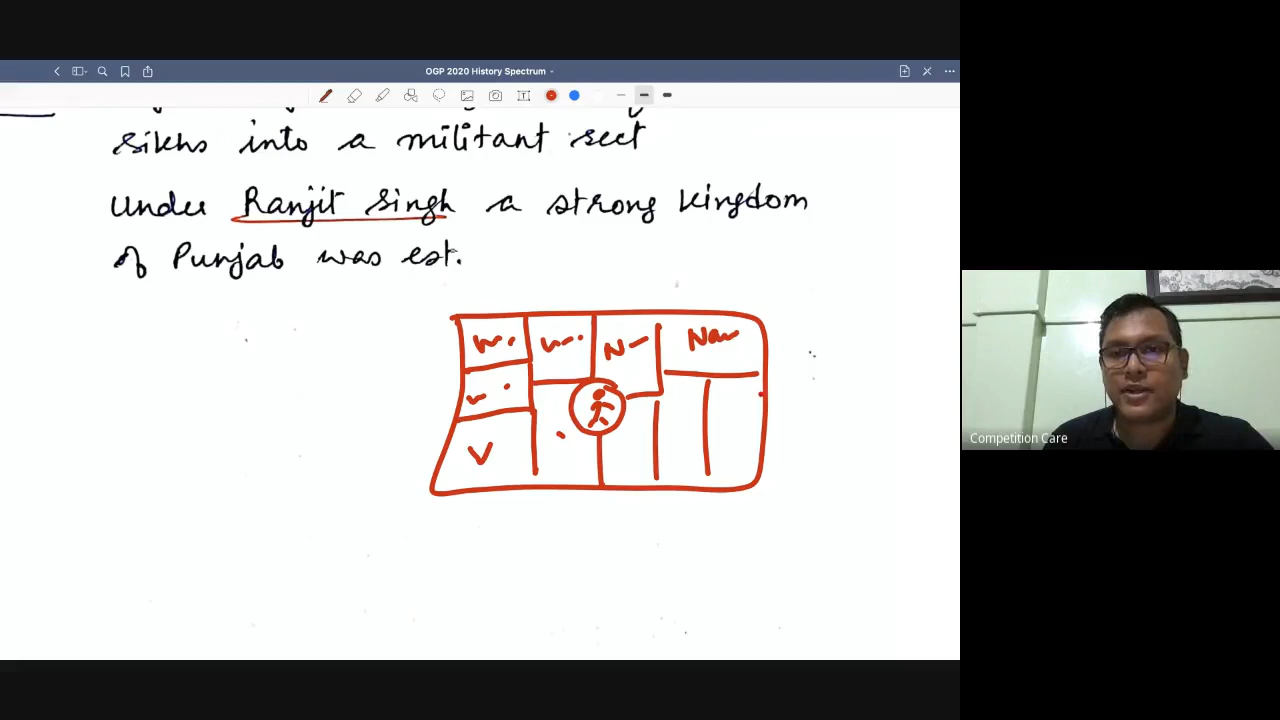 OGP 2020 History Spectrum
sikhs into a militant sect
Under Ranjit Singh a strong kingdom
of Punjab was est.
Competition Care